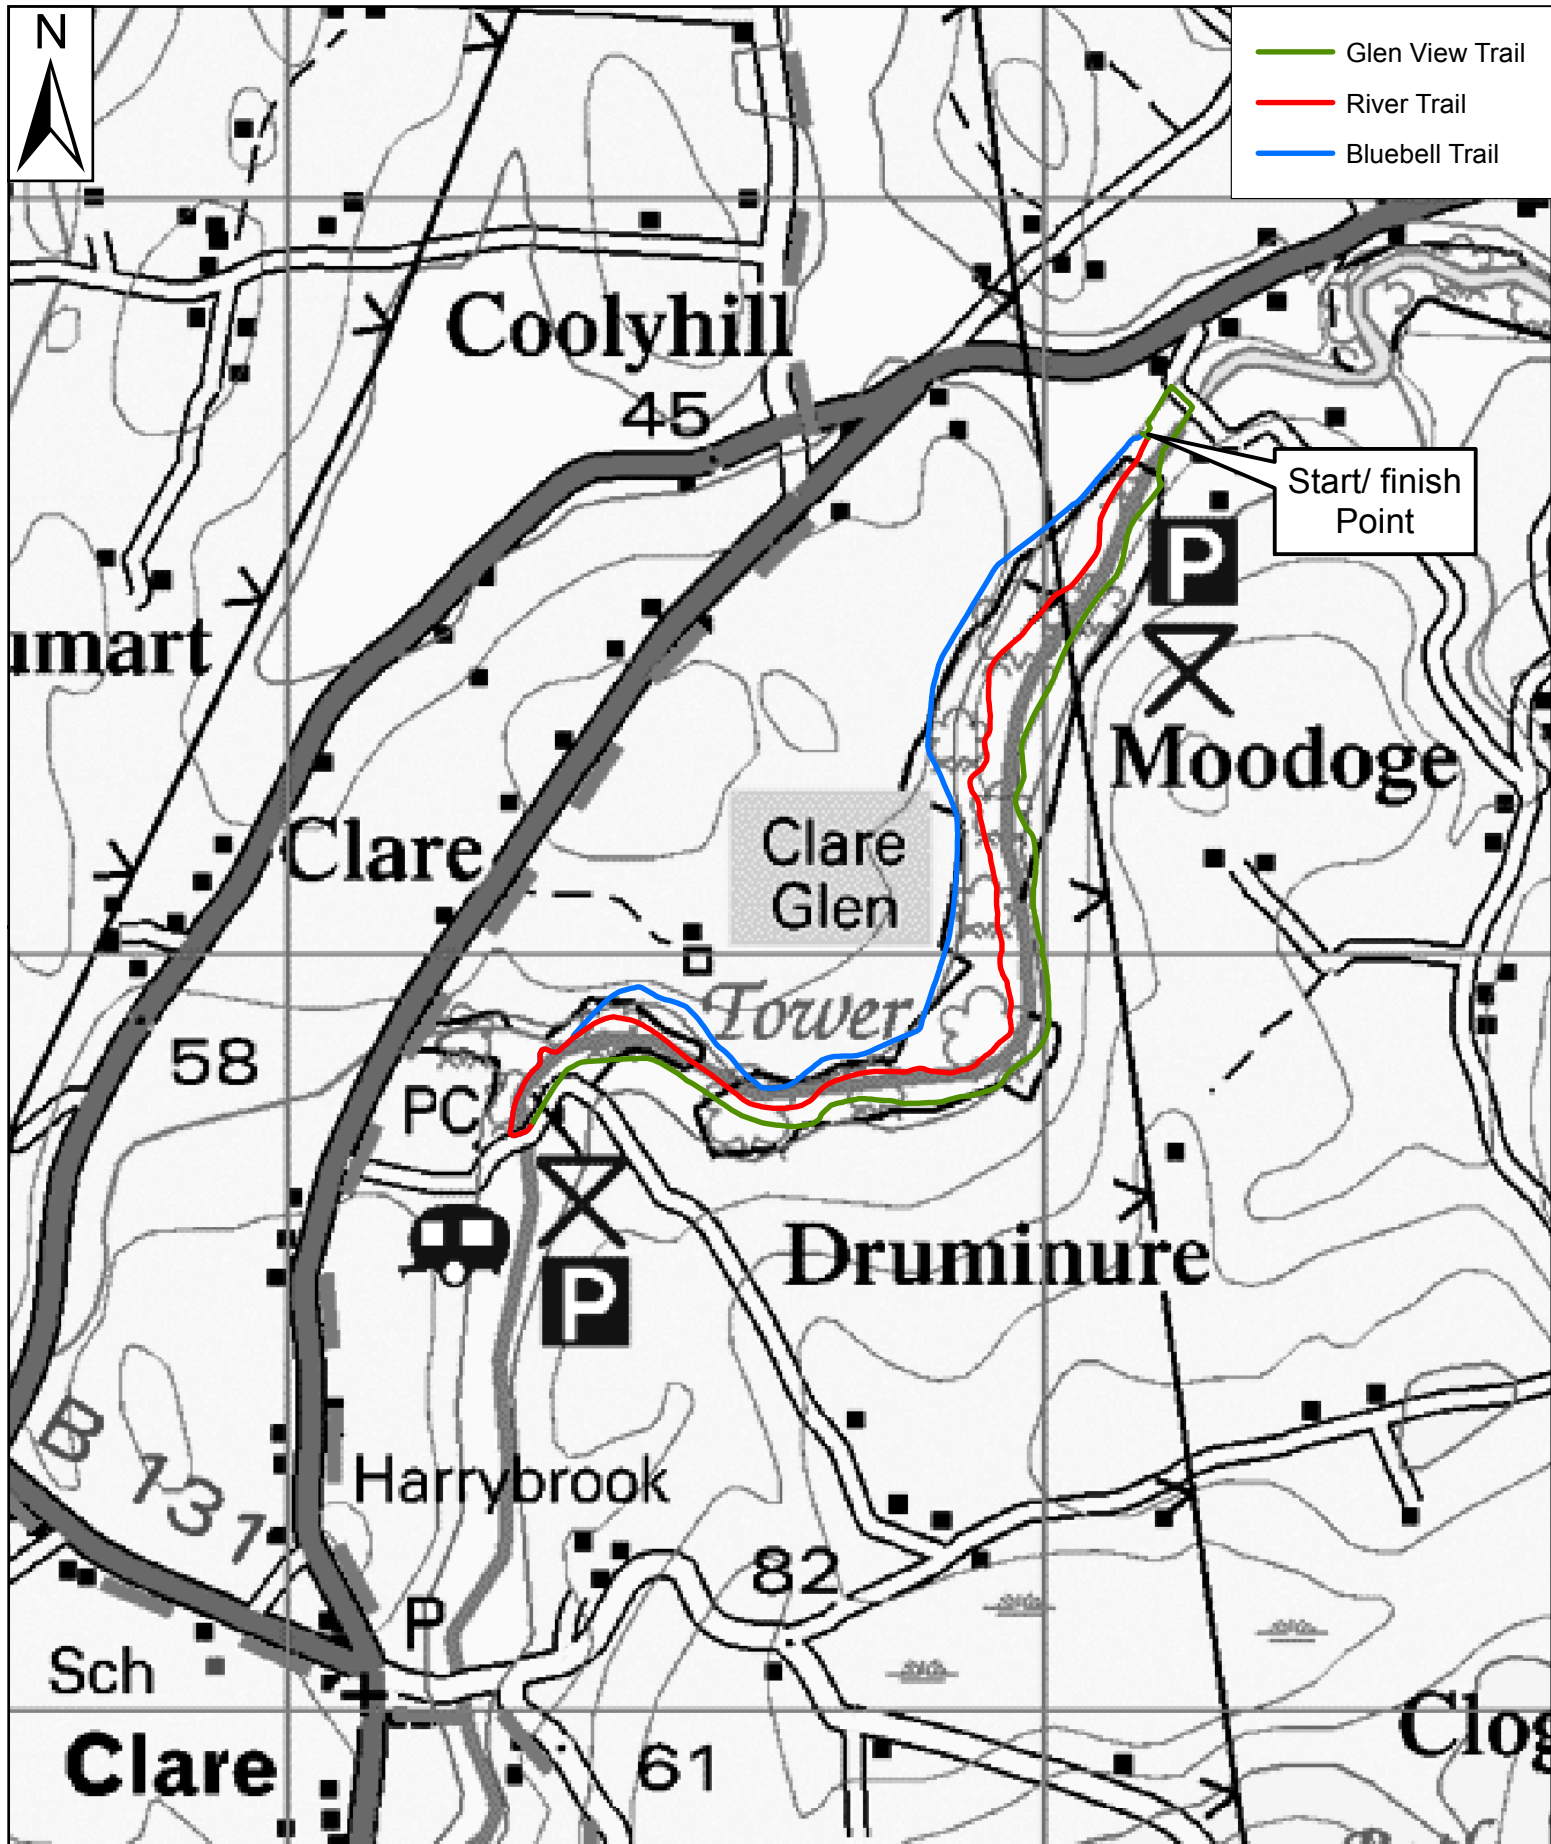 N
Glen View Trail
River Trail
Bluebell Trail
Coolyhill
45
Start/ finish
Point
P
umart
Moodoge
Clare
Clare
Glen
Tower
58
PC
Druminure
P
B 131
Harrybrook
82
P
Sch
Clare
61
Clog